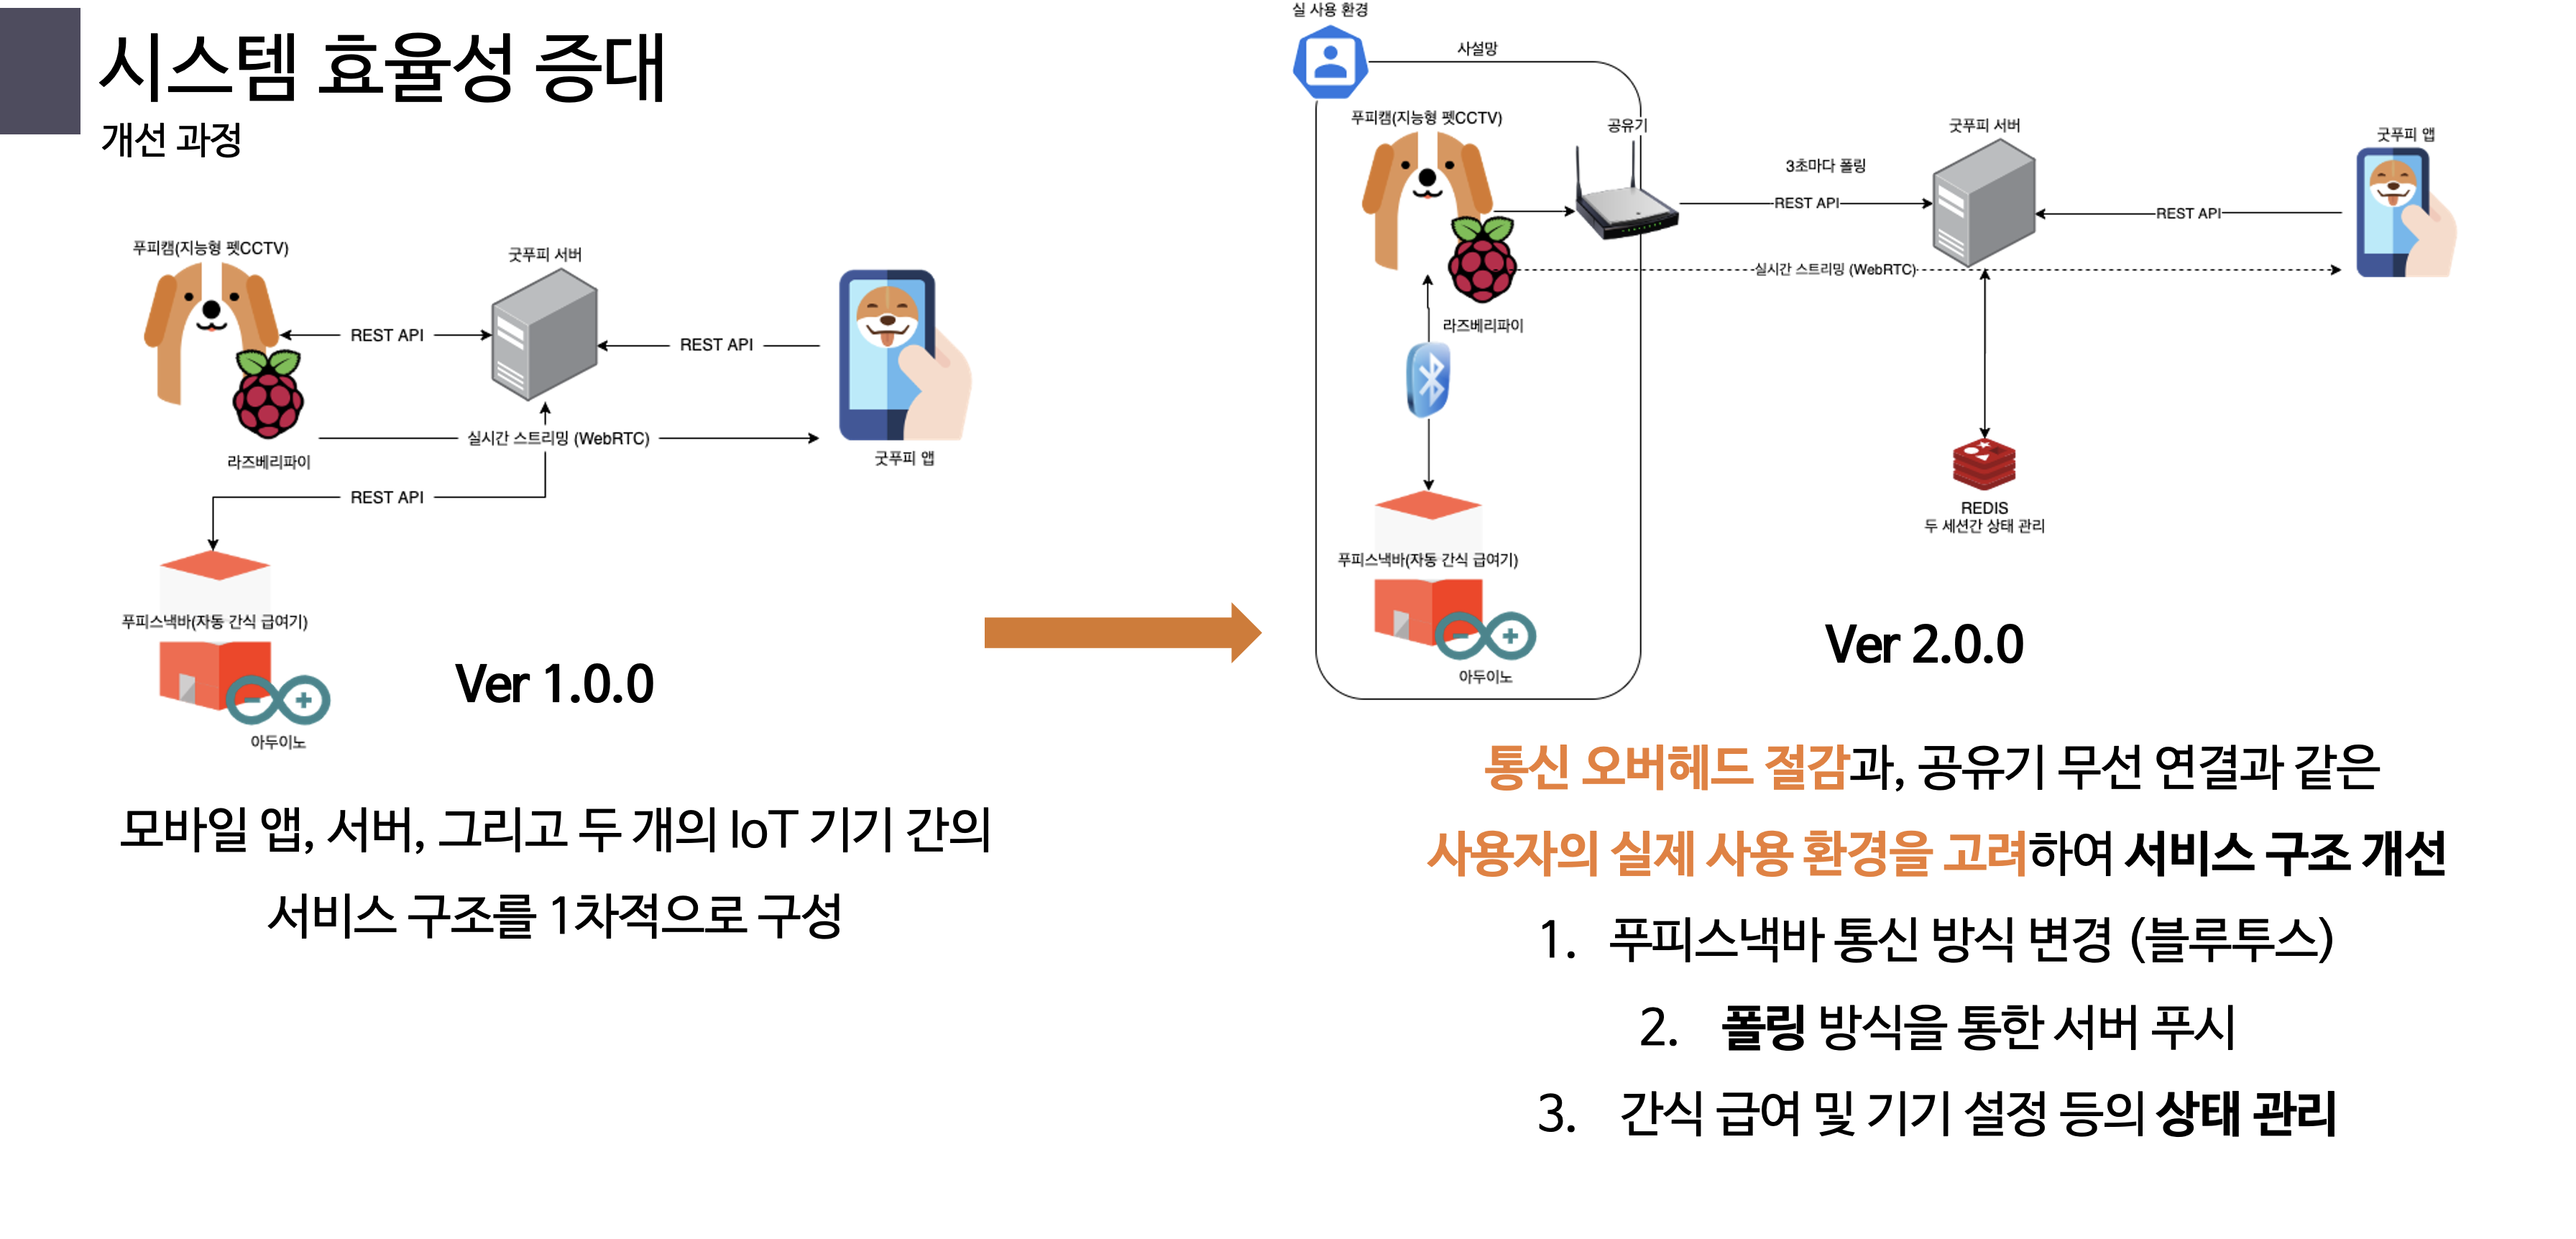 시스템 효율성 증대
개선 과정
푸피캠(지능형 펫CCTV)
굿푸피 서버
REST API
REST API
실시간 스트리밍 (WebRTC)
라즈베리파이
굿푸피 앱
REST API
푸피스낵바(자동 간식 급여기)
아두이노
Ver 1.0.0
모바일 앱, 서버, 그리고 두 개의 IoT 기기 간의
서비스 구조를 1차적으로 구성
실 사용 환경
사설망
푸피캠(지능형 펫CCTV)
공유기
굿푸피 서버
굿푸피 앱
3초마다 폴링
REST API
REST API
실시간 스트리밍 (WebRTC)
라즈베리파이
REDIS
두 세션간 상태 관리
푸피스낵바(자동 간식 급여기)
아두이노
Ver 2.0.0
통신 오버헤드 절감과, 공유기 무선 연결과 같은
사용자의 실제 사용 환경을 고려하여 서비스 구조 개선
1. 푸피스낵바 통신 방식 변경 (블루투스)
2. 폴링 방식을 통한 서버 푸시
3. 간식 급여 및 기기 설정 등의 상태 관리